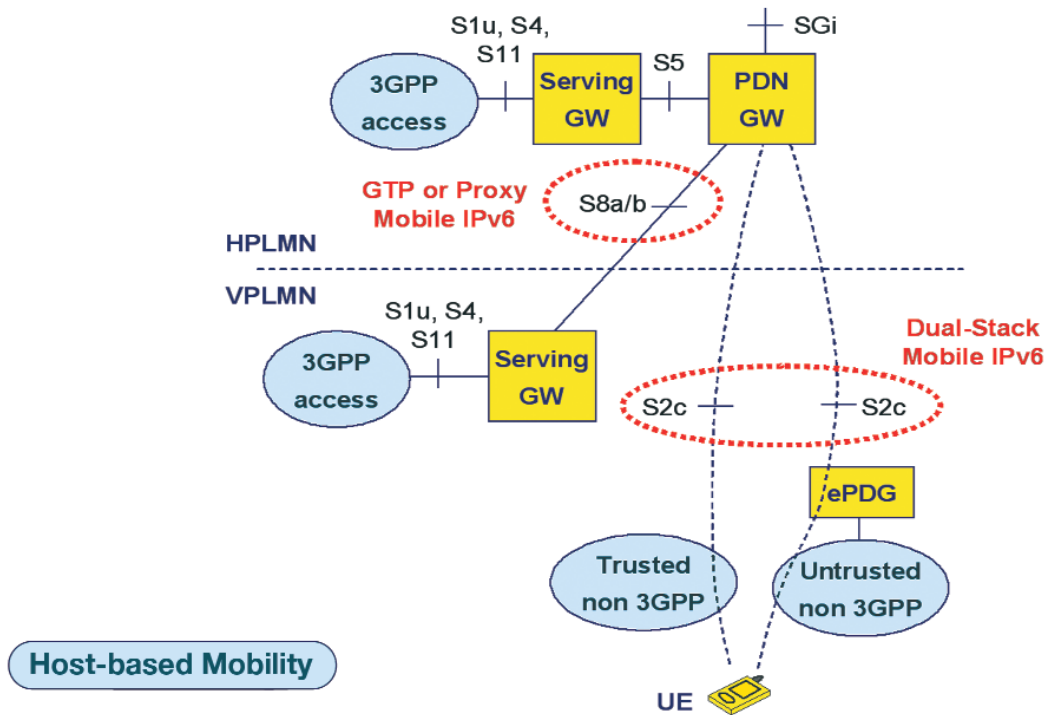 S1u, S4,
S11
SGi
S5
3GPP
access
Serving
GW
PDN
GW
GTP or Proxy
Mobile IPv6
S8a/b
HPLMN
VPLMN
S1u, S4,
S11
3GPP
access
Serving
GW
Dual-Stack
Mobile IPv6
S2c
S2c
ePDG
Trusted
non 3GPP
Untrusted
non 3GPP
Host-based Mobility
UE